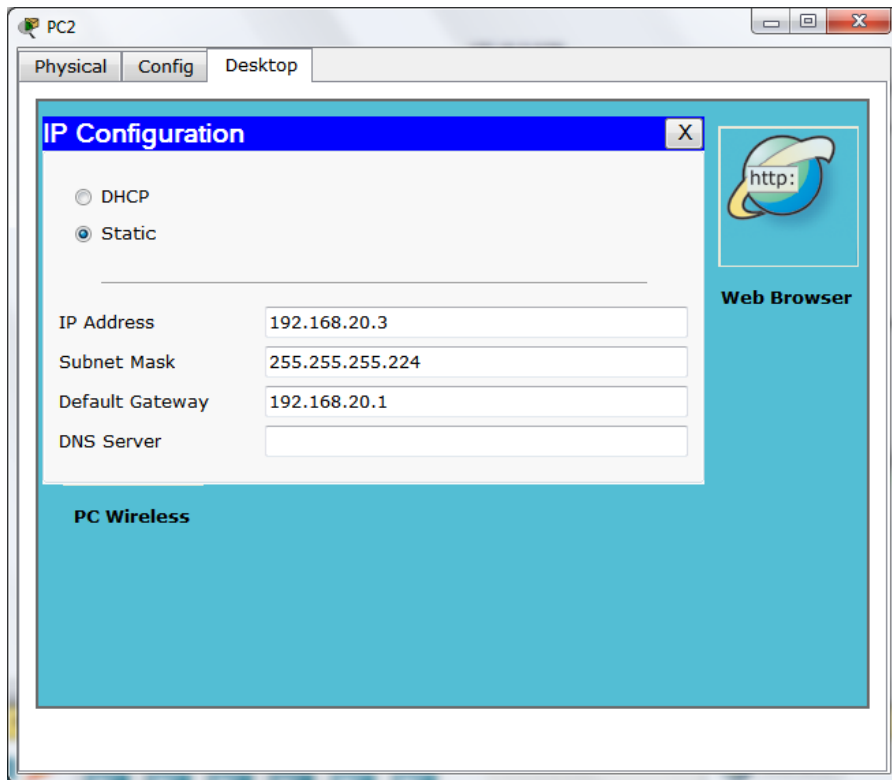 PC2
Physical Config Desktop
IP Configuration X
http:
DHCP
Static
Web Browser
IP Address 192.168.20.3
Subnet Mask 255.255.255.224
Default Gateway 192.168.20.1
DNS Server
PC Wireless